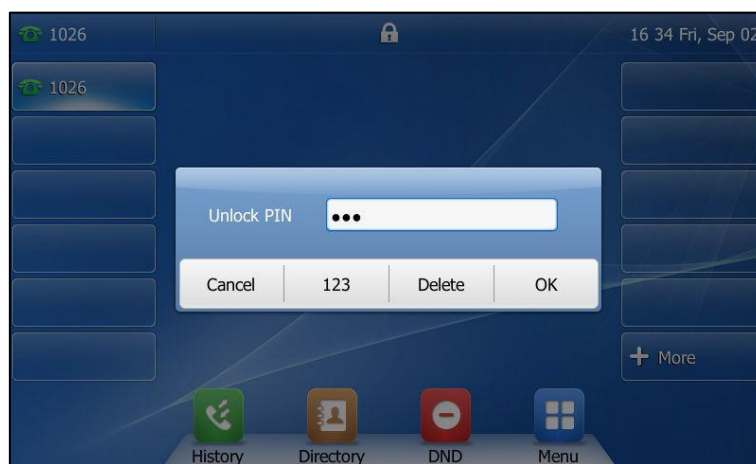 1026
16 34 Fri, Sep 02
1026
Unlock PIN •••
Cancel 123 Delete OK
More
History Directory DND Menu